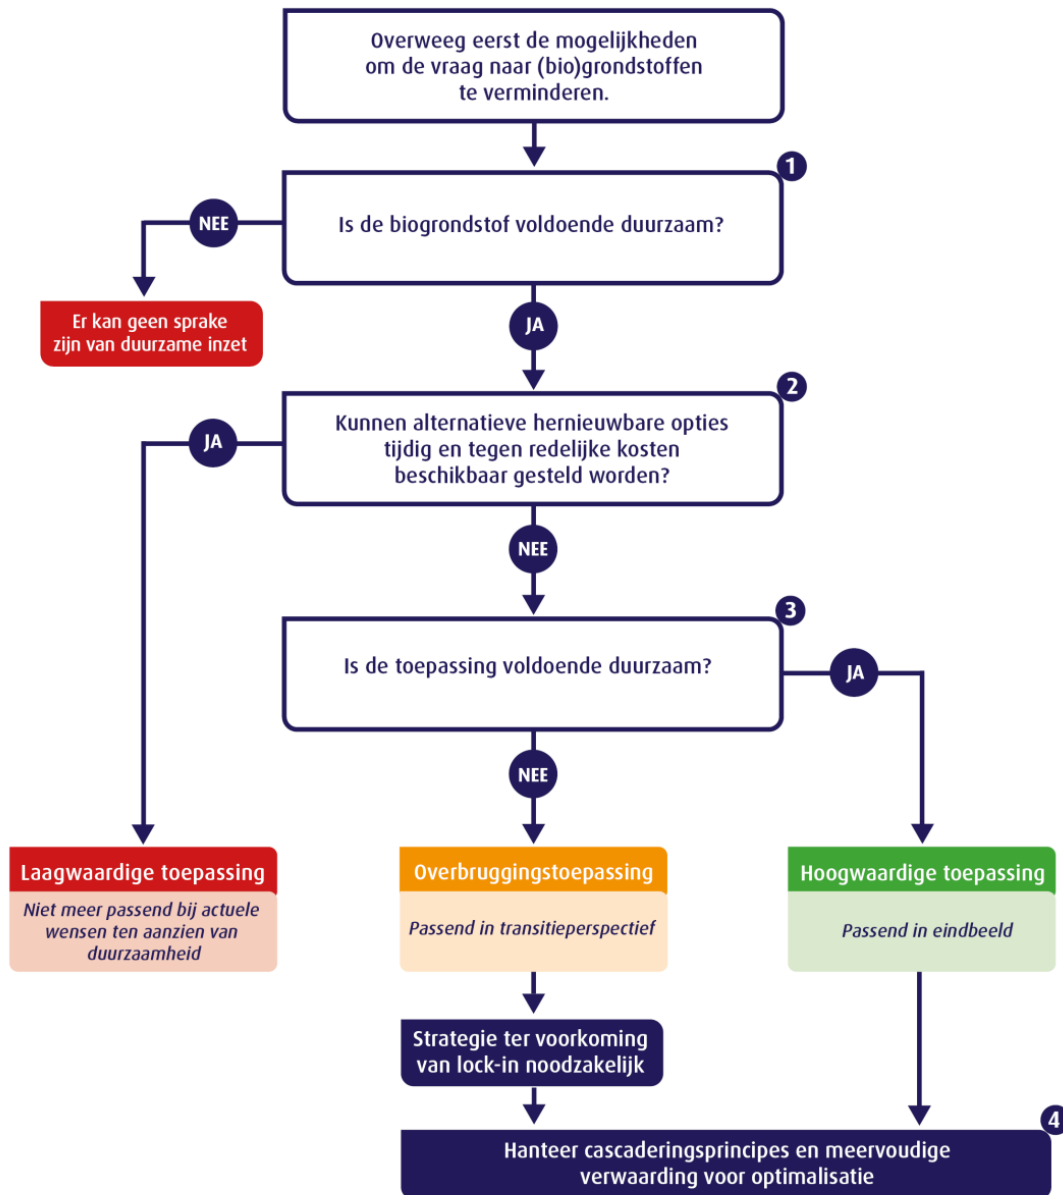 Overweeg eerst de mogelijkheden
om de vraag naar (bio)grondstoffen
te verminderen.
1
Is de biogrondstof voldoende duurzaam?
NEE
Er kan geen sprake
zijn van duurzame inzet
JA
2
Kunnen alternatieve hernieuwbare opties
tijdig en tegen redelijke kosten
beschikbaar gesteld worden?
JA
NEE
3
Is de toepassing voldoende duurzaam?
JA
NEE
Laagwaardige toepassing
Niet meer passend bij actuele
wensen ten aanzien van
duurzaamheid
Overbruggingstoepassing
Passend in transitieperspectief
Hoogwaardige toepassing
Passend in eindbeeld
Strategie ter voorkoming
van lock-in noodzakelijk
4
Hanteer cascaderingsprincipes en meervoudige
verwaarding voor optimalisatie